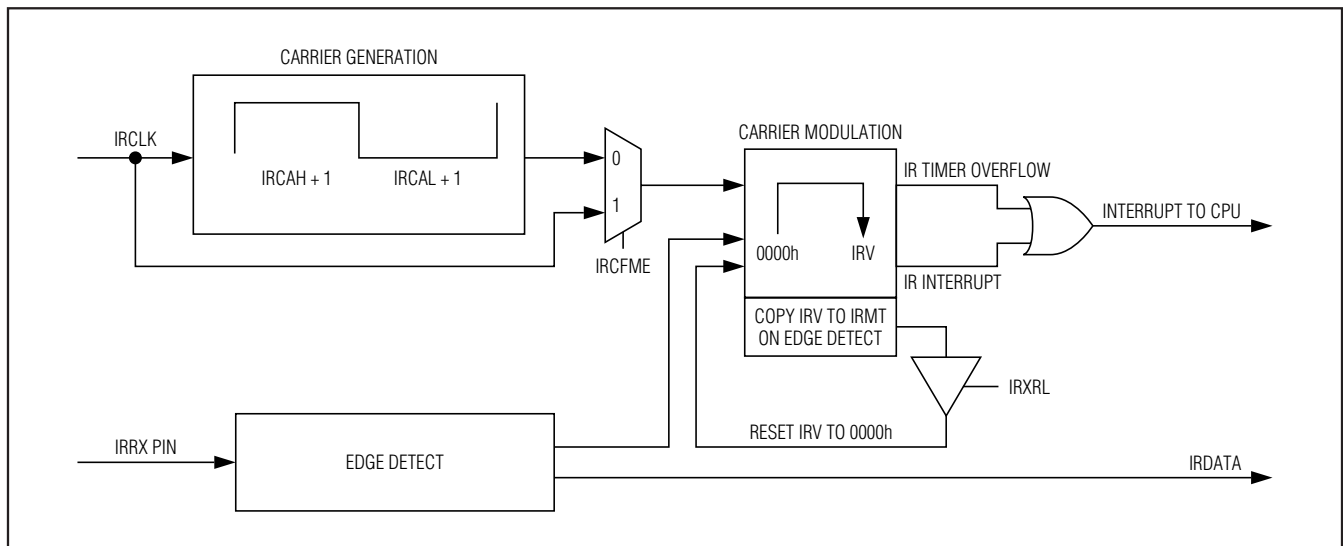 CARRIER GENERATION
IRCLK
IRCAH + 1
IRCAL + 1
0
1
IRCFME
CARRIER MODULATION
0000h
IRV
IR TIMER OVERFLOW
IR INTERRUPT
INTERRUPT TO CPU
COPY IRV TO IRMT
ON EDGE DETECT
IRXRL
RESET IRV TO 0000h
IRRX PIN
EDGE DETECT
IRDATA